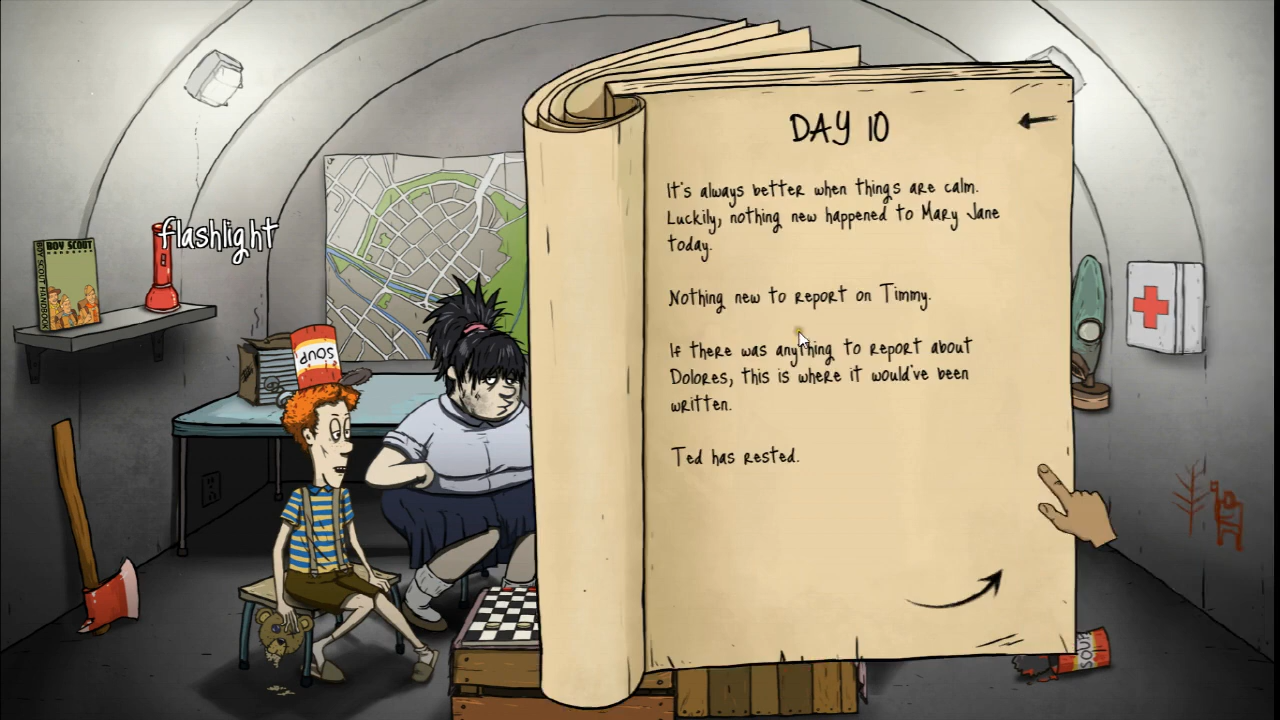 DAY 10
It's always better when things are calm.
Luckily, nothing new happened to Mary Jane
today.
Nothing new to report on Timmy.
If there was anything to report about
Dolores, this is where it would've been
written.
Ted has rested.
flashlight
BOY SCOUT
BOY SCOUT HANDBOOK
SOUP
SOUP